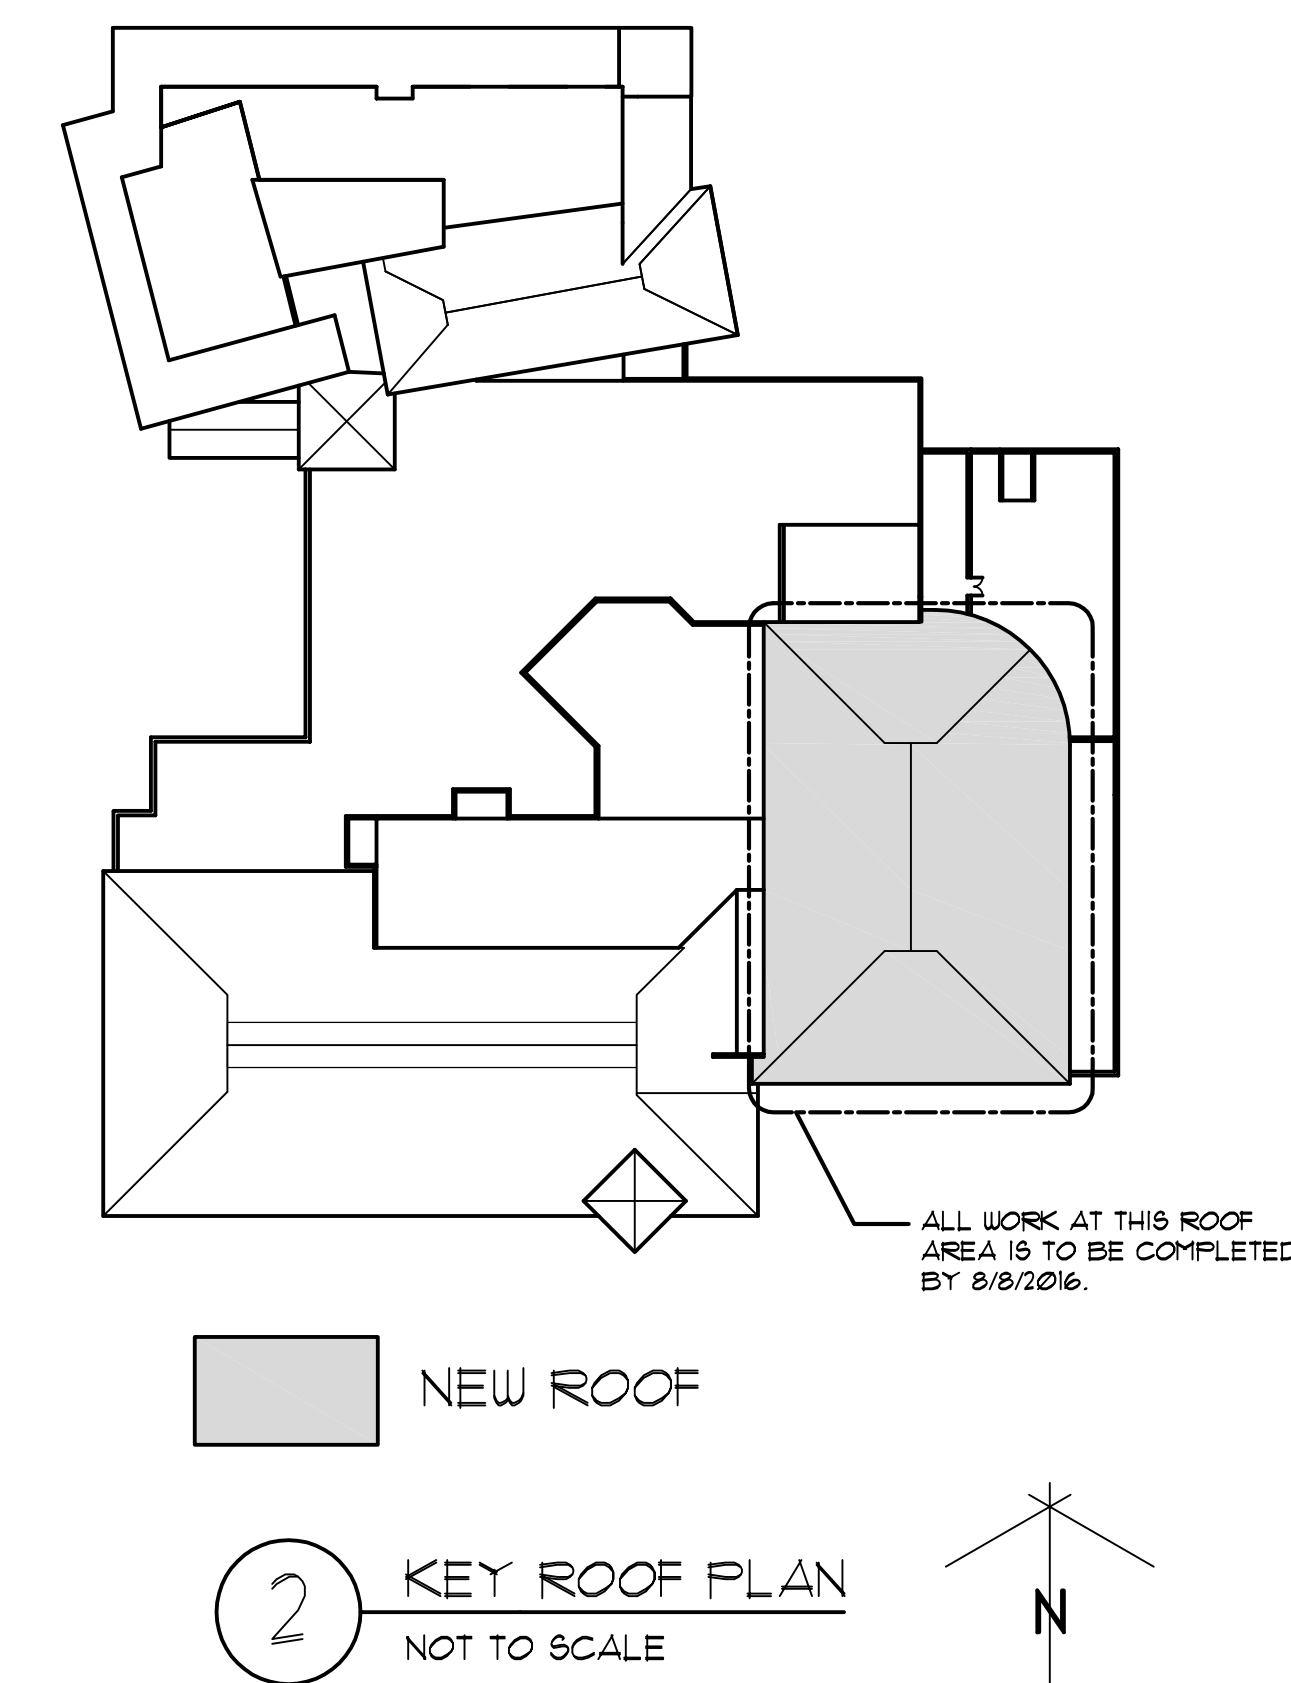 ALL WORK AT THIS ROOF
AREA IS TO BE COMPLETED
BY 8/8/2016.
NEW ROOF
2
KEY ROOF PLAN
NOT TO SCALE
N